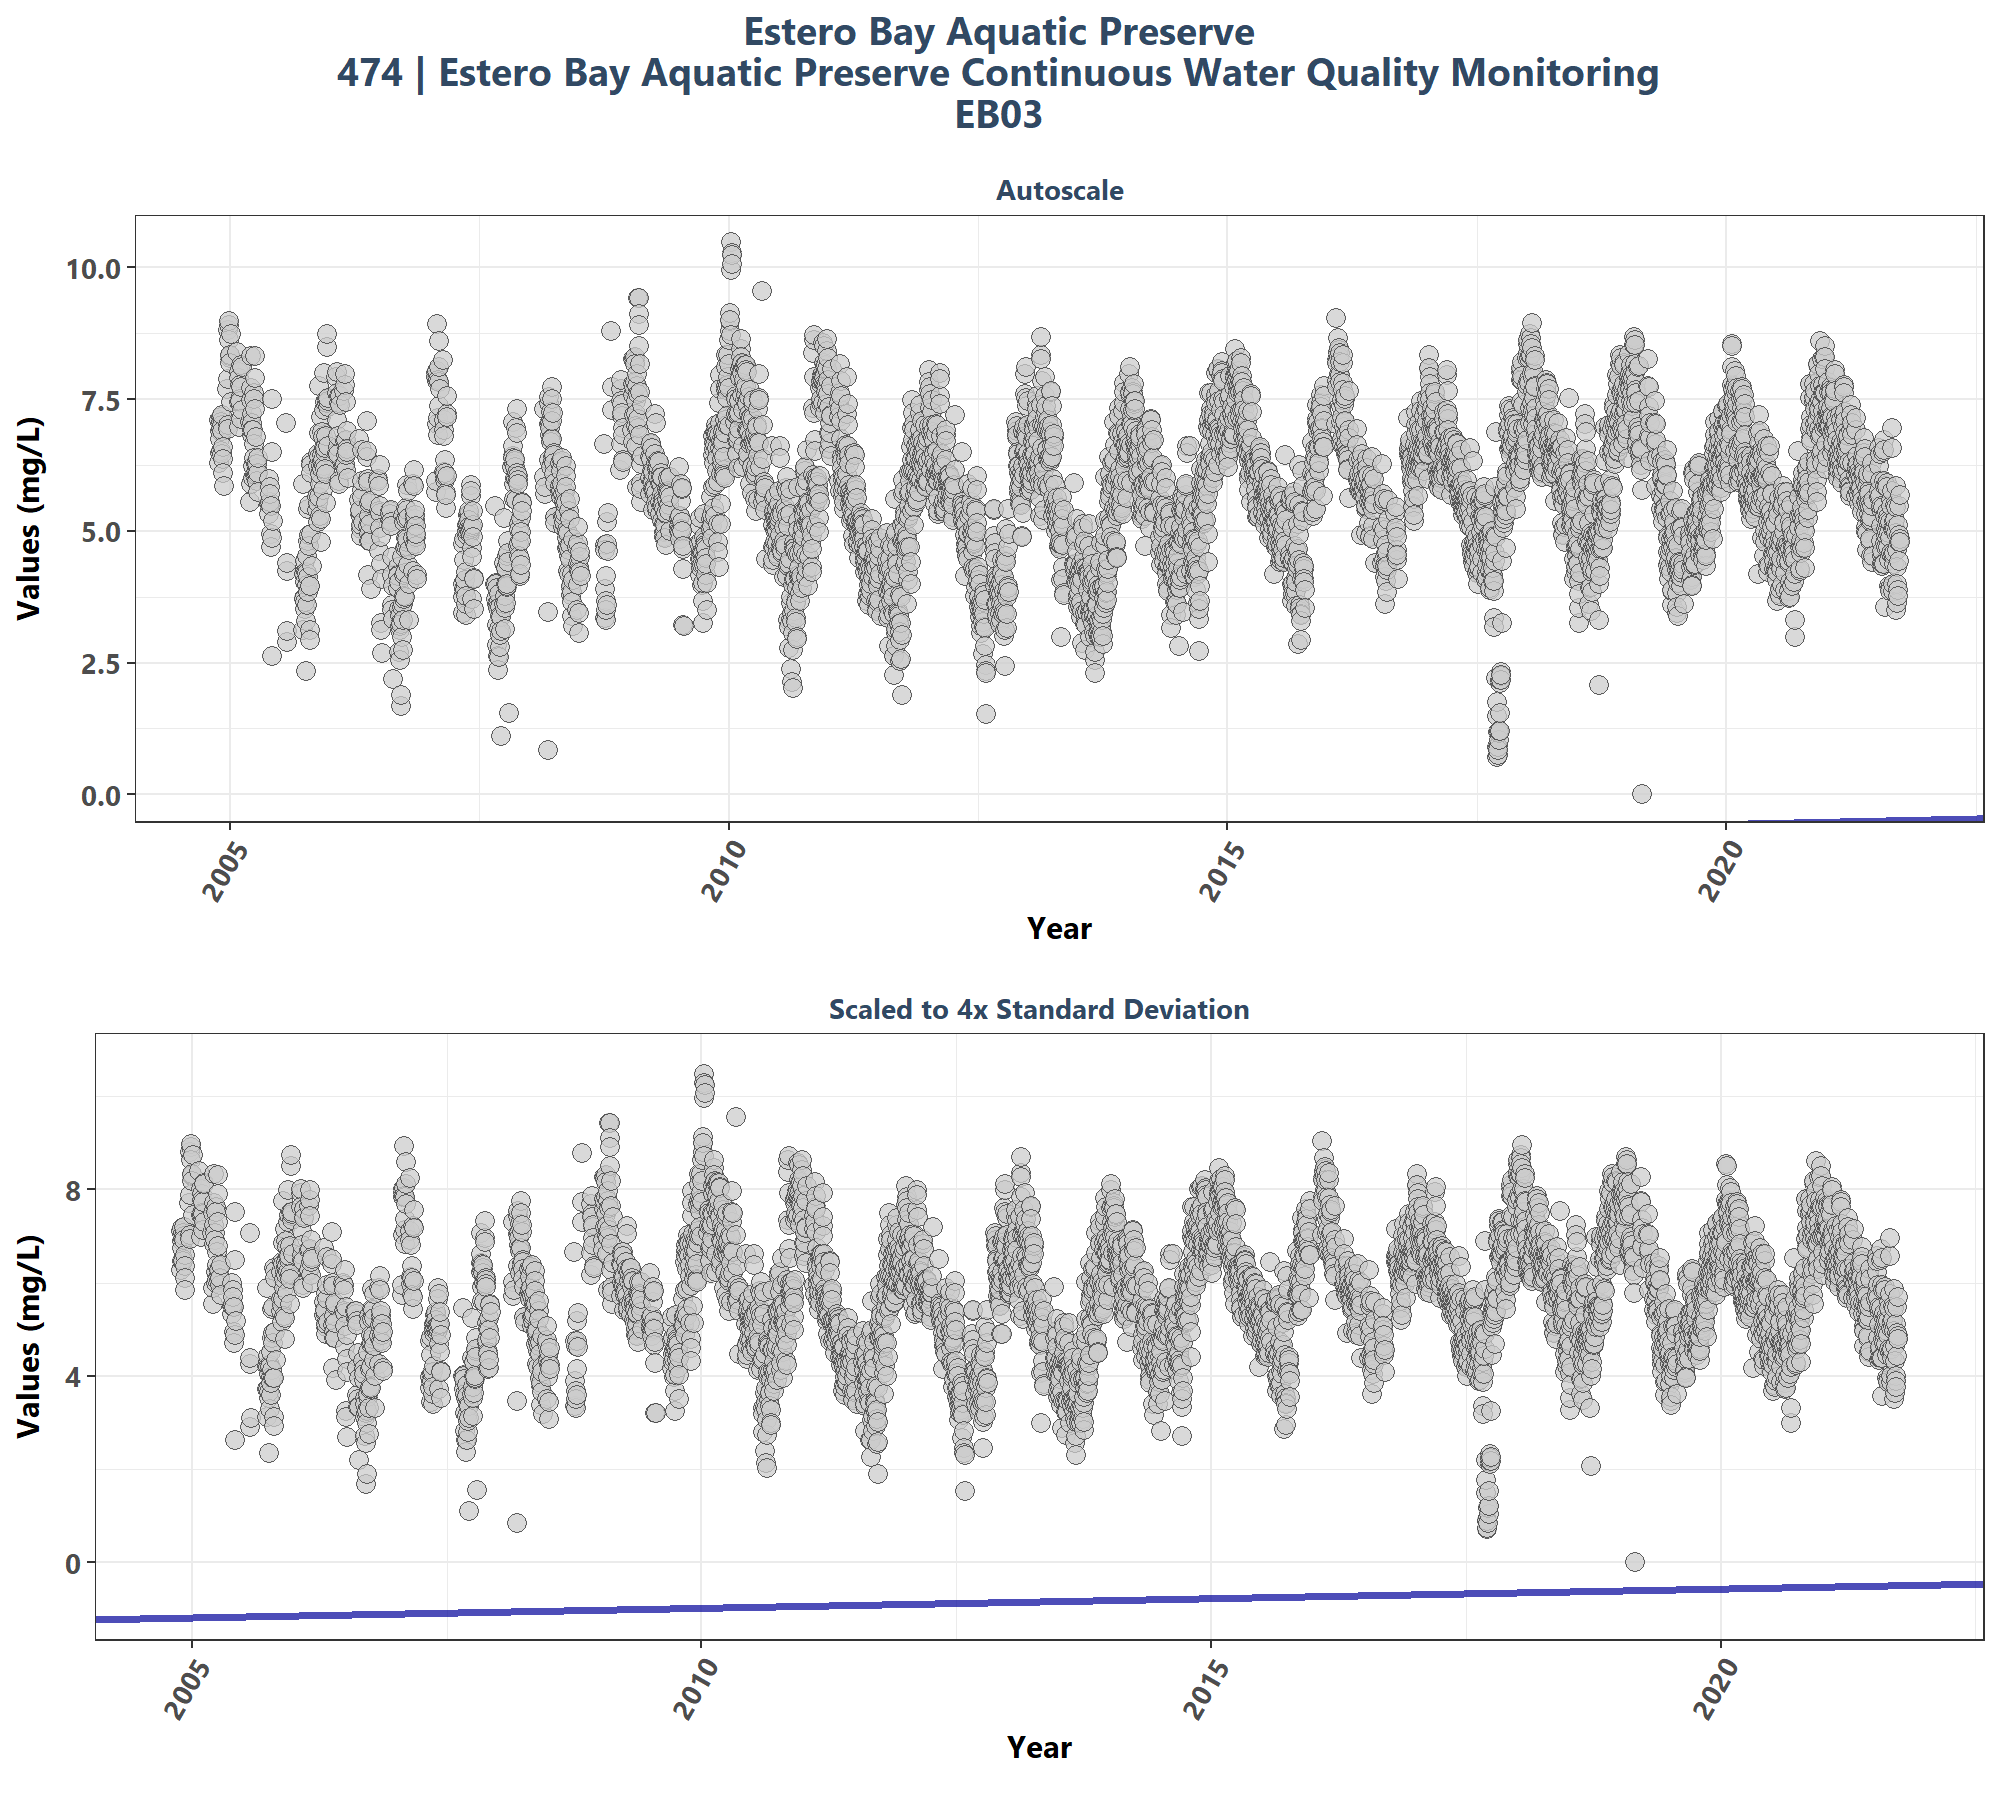 Estero Bay Aquatic Preserve
474 | Estero Bay Aquatic Preserve Continuous Water Quality Monitoring
EB03
Autoscale
Values (mg/L)
10.0
7.5
5.0
2.5
0.0
2005
2010
2015
2020
Year
Scaled to 4x Standard Deviation
Values (mg/L)
8
4
0
2005
2010
2015
2020
Year